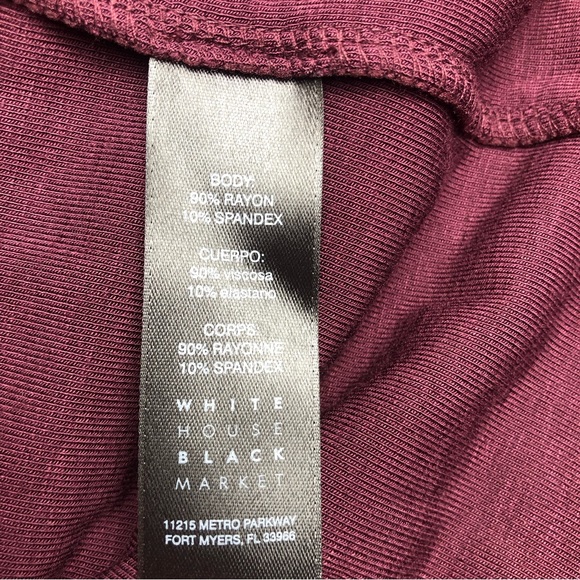 BODY:
90% RAYON
10% SPANDEX
CUERPO:
90% viscosa
10% elastano
CORPS:
90% RAYONNE
10% SPANDEX
WHITE
HOUSE
BLACK
MARKET
11215 METRO PARKWAY
FORT MYERS, FL 33966